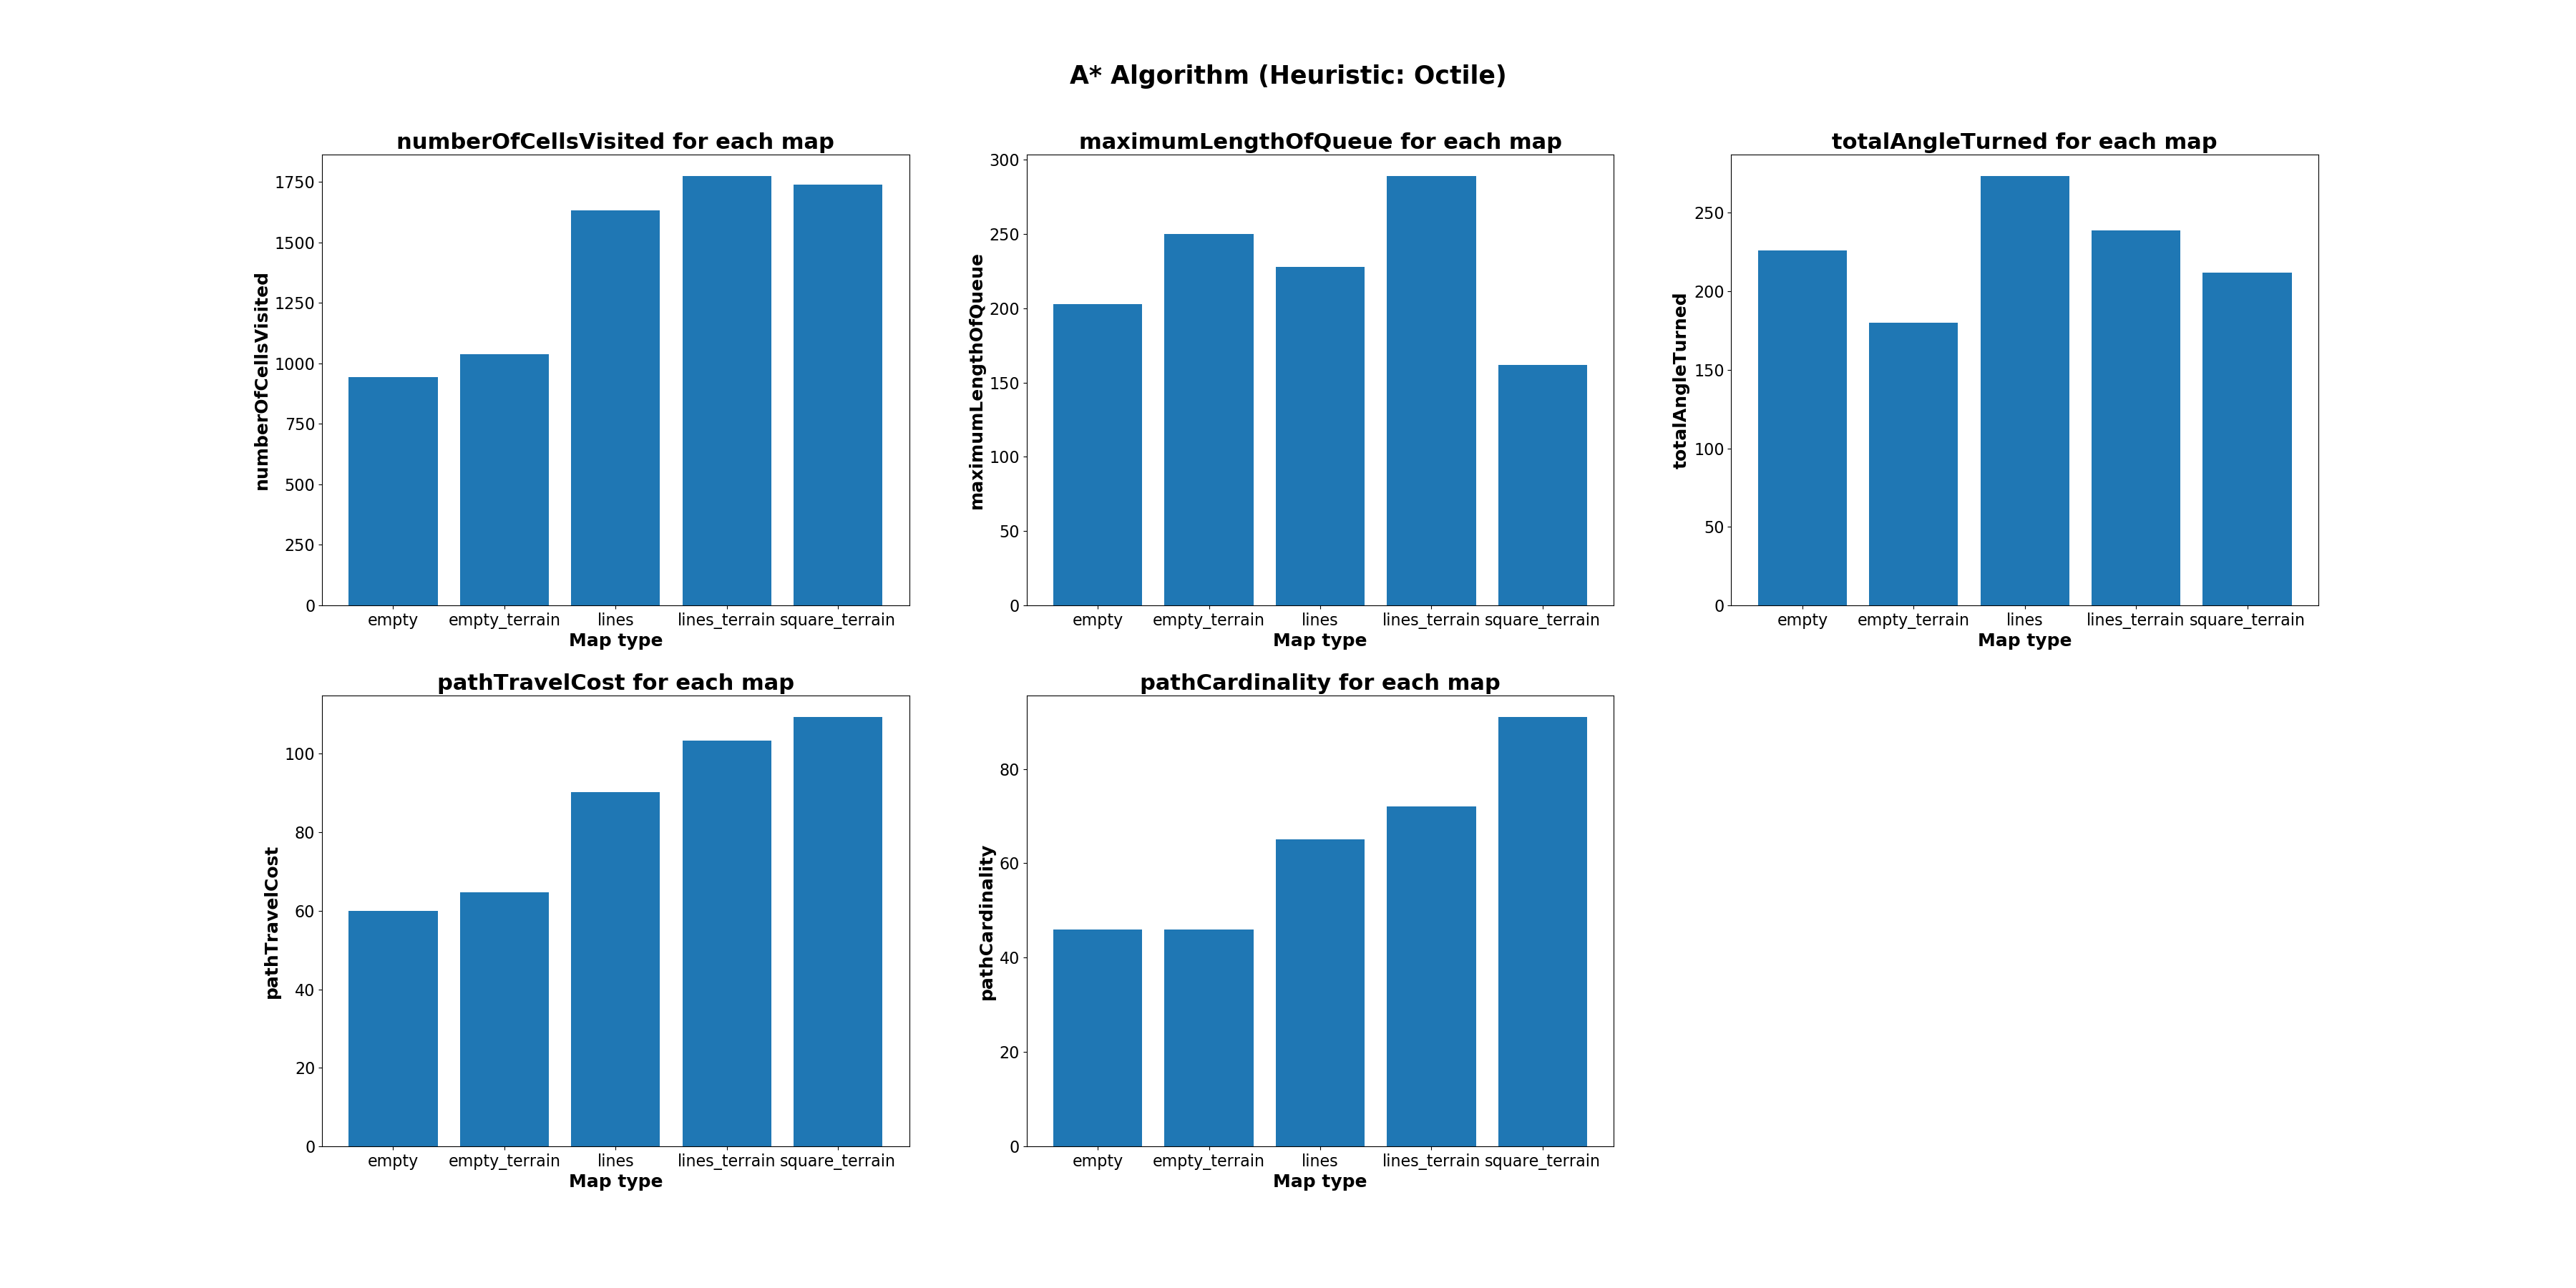 A* Algorithm (Heuristic: Octile)
numberOfCellsVisited for each map
numberOfCellsVisited
1750
1500
1250
1000
750
500
250
0
empty empty_terrain lines lines_terrain square_terrain
Map type
maximumLengthOfQueue for each map
maximumLengthOfQueue
300
250
200
150
100
50
0
empty empty_terrain lines lines_terrain square_terrain
Map type
totalAngleTurned for each map
totalAngleTurned
250
200
150
100
50
0
empty empty_terrain lines lines_terrain square_terrain
Map type
pathTravelCost for each map
pathTravelCost
100
80
60
40
20
0
empty empty_terrain lines lines_terrain square_terrain
Map type
pathCardinality for each map
pathCardinality
80
60
40
20
0
empty empty_terrain lines lines_terrain square_terrain
Map type